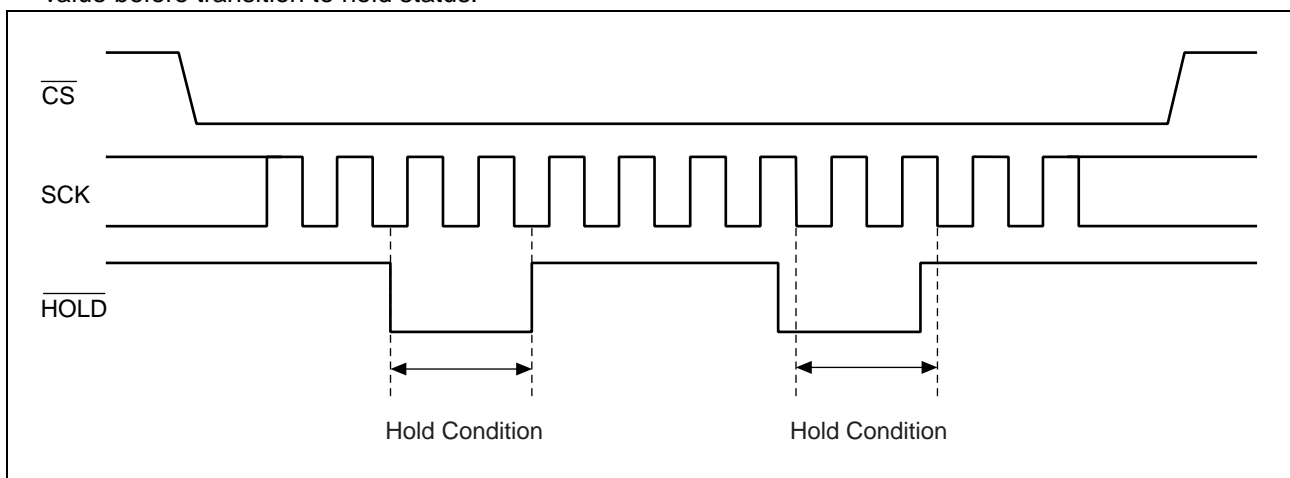 value before transition to hold status.
CS
SCK
HOLD
Hold Condition Hold Condition